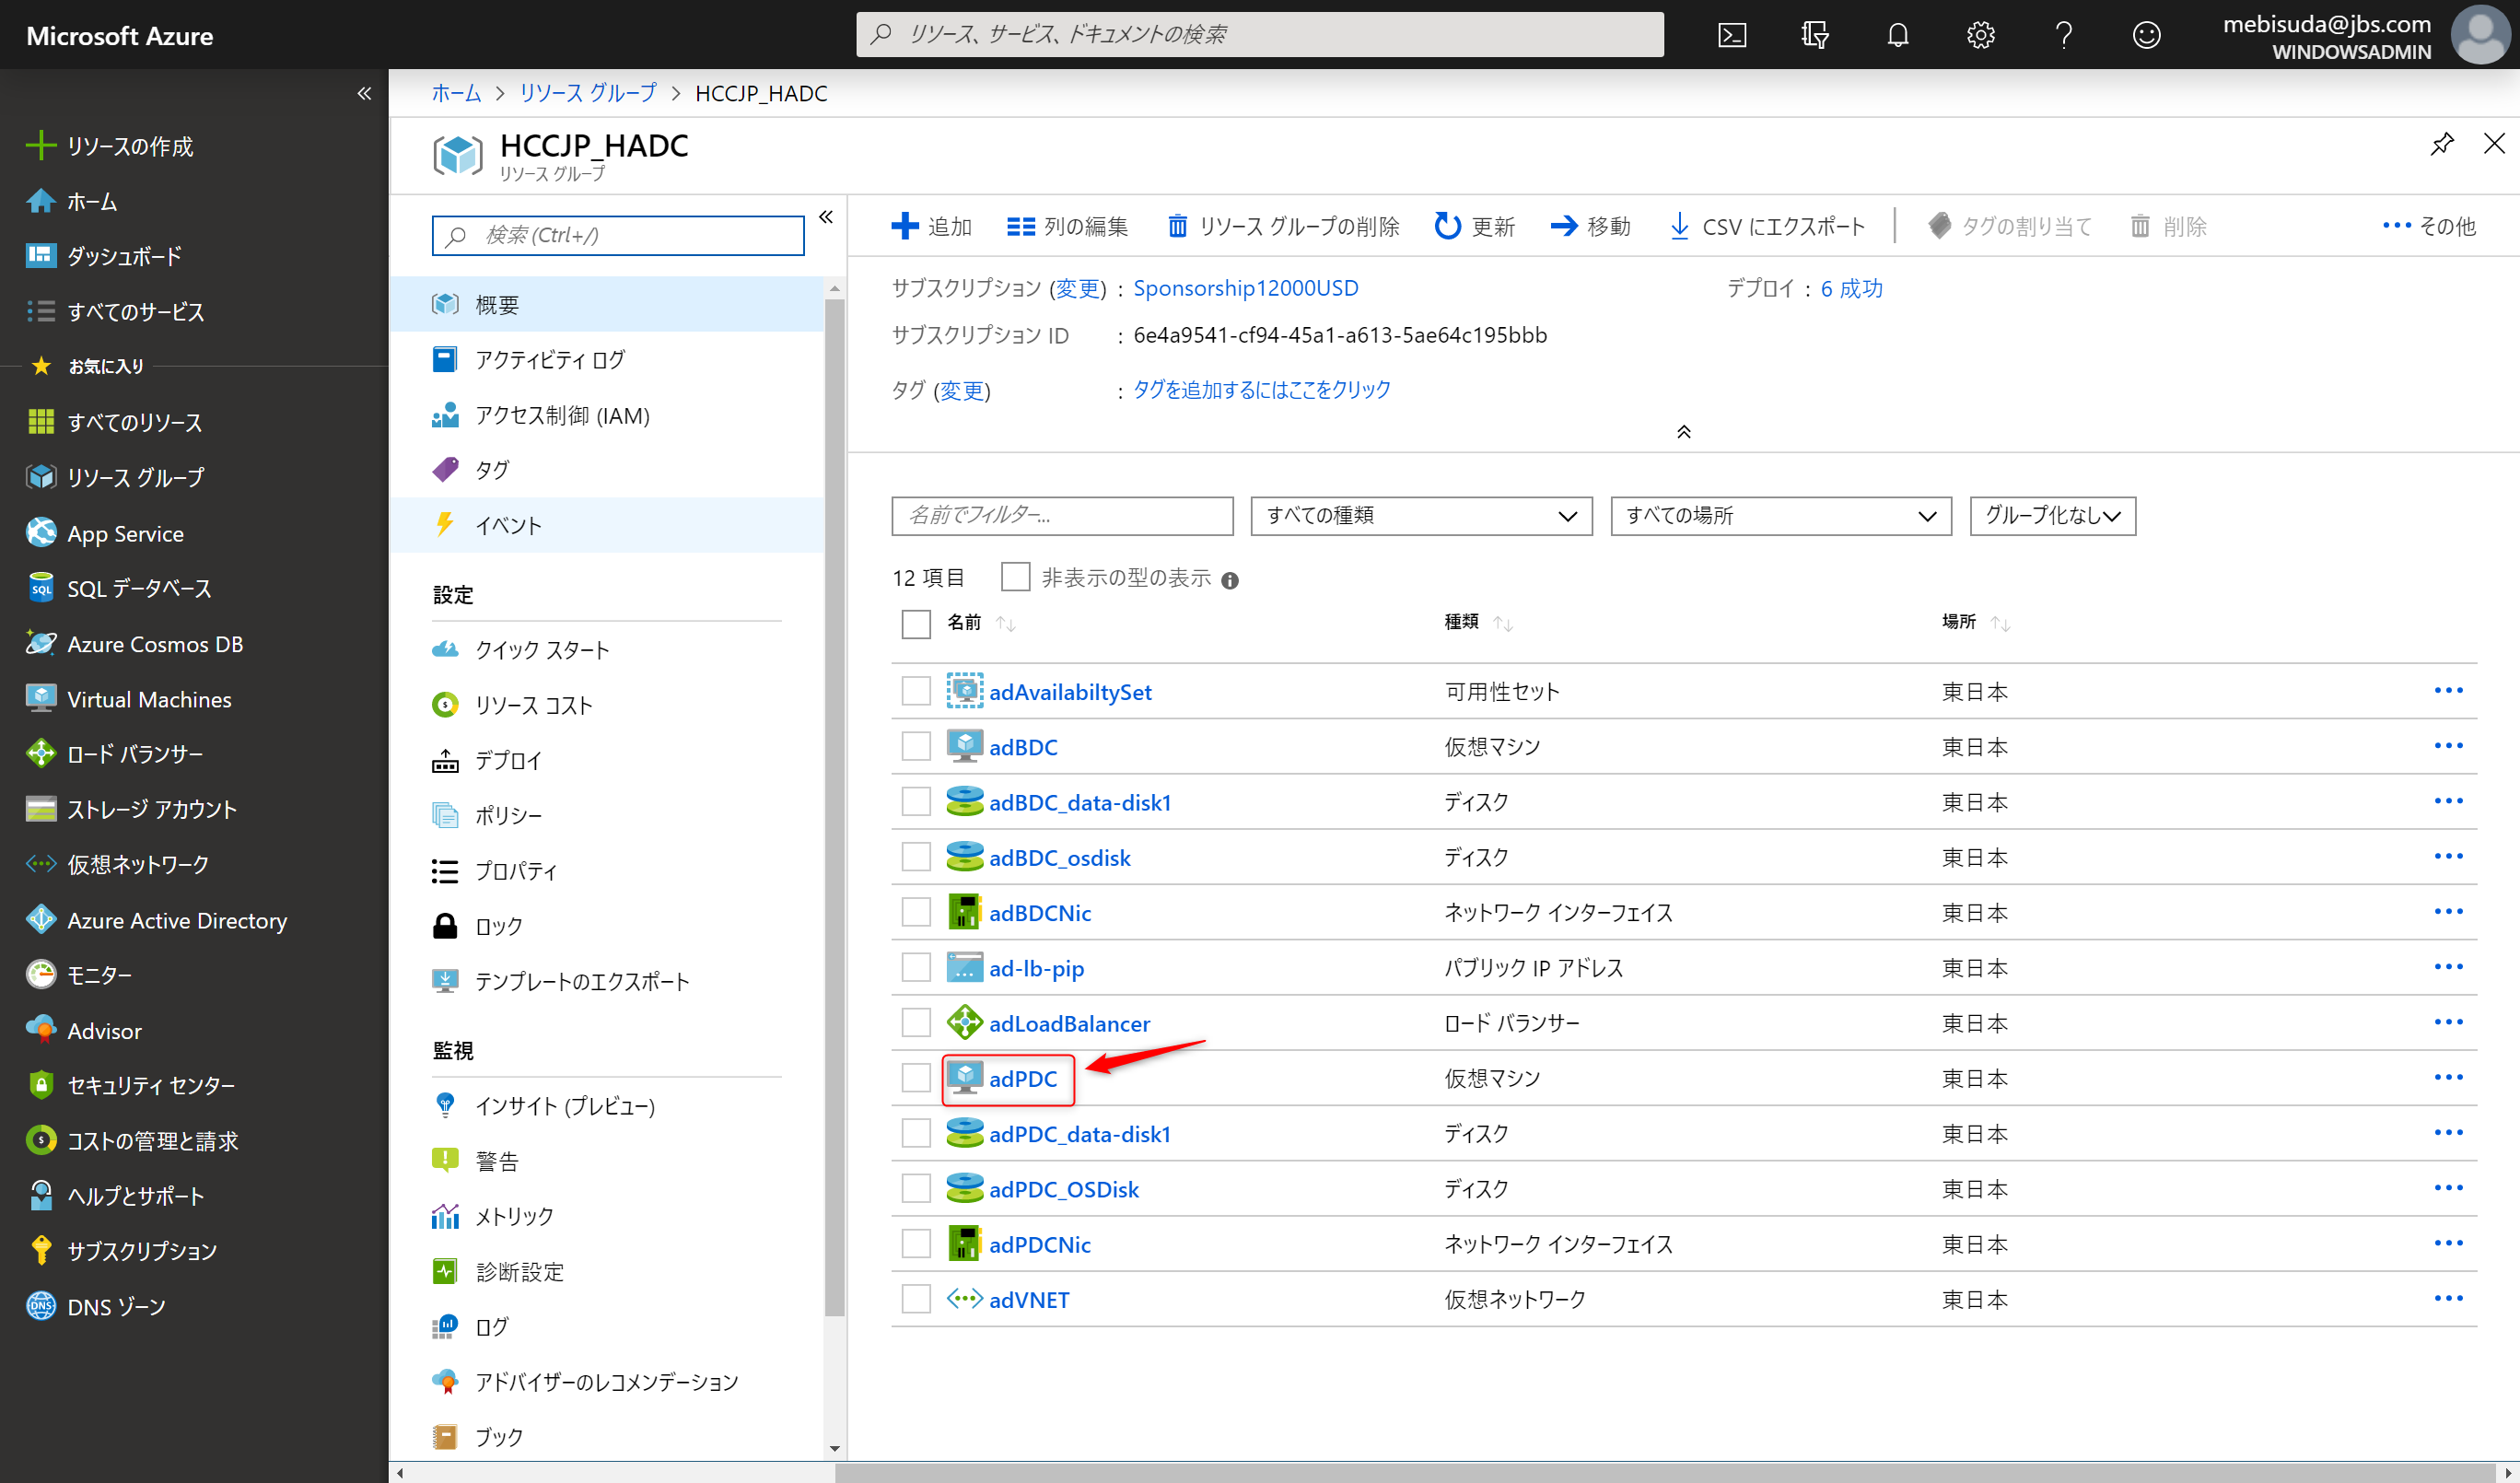 Microsoft Azure
リソース、サービス、ドキュメントの検索
mebisuda@jbs.com
WINDOWSADMIN
リソースの作成
ホーム
ダッシュボード
すべてのサービス
お気に入り
すべてのリソース
リソース グループ
App Service
SQL データベース
Azure Cosmos DB
Virtual Machines
ロード バランサー
ストレージ アカウント
仮想ネットワーク
Azure Active Directory
モニター
Advisor
セキュリティ センター
コストの管理と請求
ヘルプとサポート
サブスクリプション
DNS ゾーン
ホーム > リソース グループ > HCCJP_HADC
HCCJP_HADC
リソース グループ
検索 (Ctrl+/)
概要
アクティビティ ログ
アクセス制御 (IAM)
タグ
イベント
設定
クイック スタート
リソース コスト
デプロイ
ポリシー
プロパティ
ロック
テンプレートのエクスポート
監視
インサイト (プレビュー)
警告
メトリック
診断設定
ログ
アドバイザーのレコメンデーション
ブック
追加 列の編集 リソース グループの削除 更新 移動 CSV にエクスポート タグの割り当て 削除 その他
サブスクリプション (変更) : Sponsorship12000USD デプロイ : 6 成功
サブスクリプション ID : 6e4a9541-cf94-45a1-a613-5ae64c195bbb
タグ (変更) : タグを追加するにはここをクリック
名前でフィルター... すべての種類 すべての場所 グループ化なし
12 項目 非表示の型の表示
名前 種類 場所
adAvailabiltySet 可用性セット 東日本
adBDC 仮想マシン 東日本
adBDC_data-disk1 ディスク 東日本
adBDC_osdisk ディスク 東日本
adBDCNic ネットワーク インターフェイス 東日本
ad-lb-pip パブリック IP アドレス 東日本
adLoadBalancer ロード バランサー 東日本
adPDC 仮想マシン 東日本
adPDC_data-disk1 ディスク 東日本
adPDC_OSDisk ディスク 東日本
adPDCNic ネットワーク インターフェイス 東日本
adVNET 仮想ネットワーク 東日本